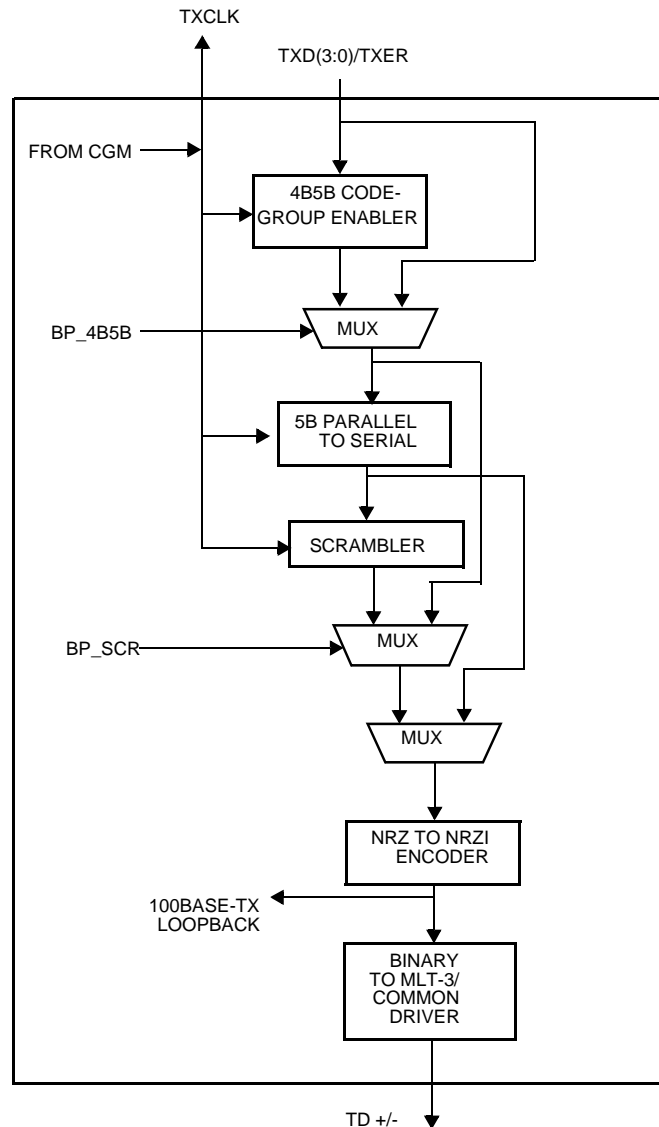 TXCLK
TXD(3:0)/TXER
FROM CGM
4B5B CODE-
GROUP ENABLER
BP_4B5B
MUX
5B PARALLEL
TO SERIAL
SCRAMBLER
BP_SCR
MUX
MUX
NRZ TO NRZI
ENCODER
100BASE-TX
LOOPBACK
BINARY
TO MLT-3/
COMMON
DRIVER
TD +/-